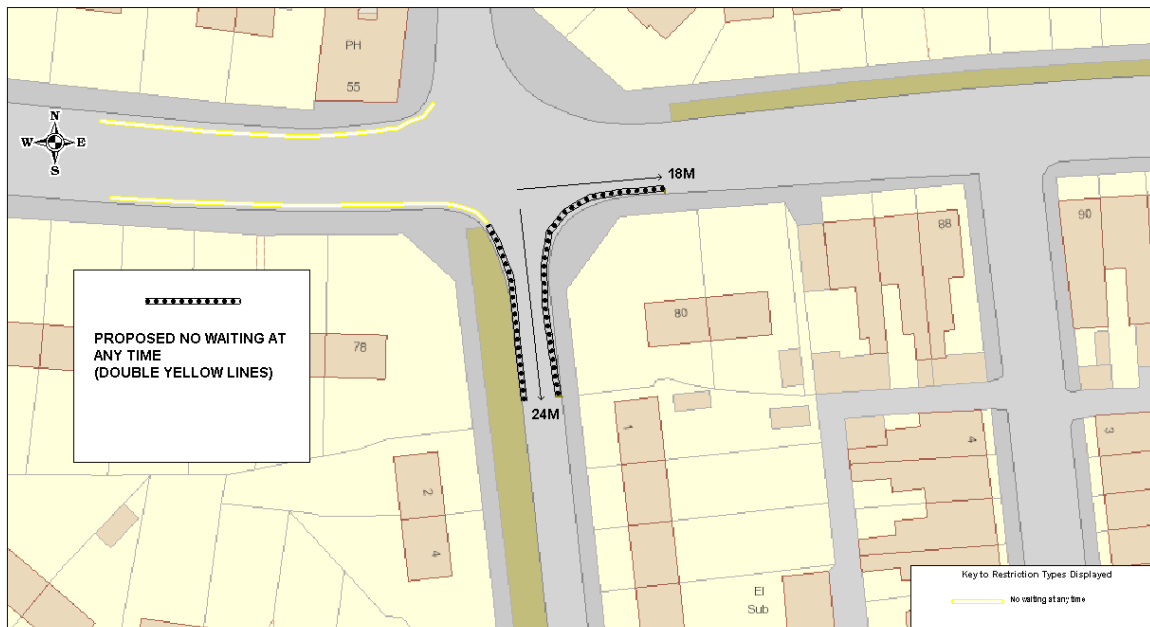 PH
55
N
W E
S
18M
88
90
80
78
PROPOSED NO WAITING AT
ANY TIME
(DOUBLE YELLOW LINES)
24M
1
4
3
2
4
El
Sub
Key to Restriction Types Displayed
No waiting at any time